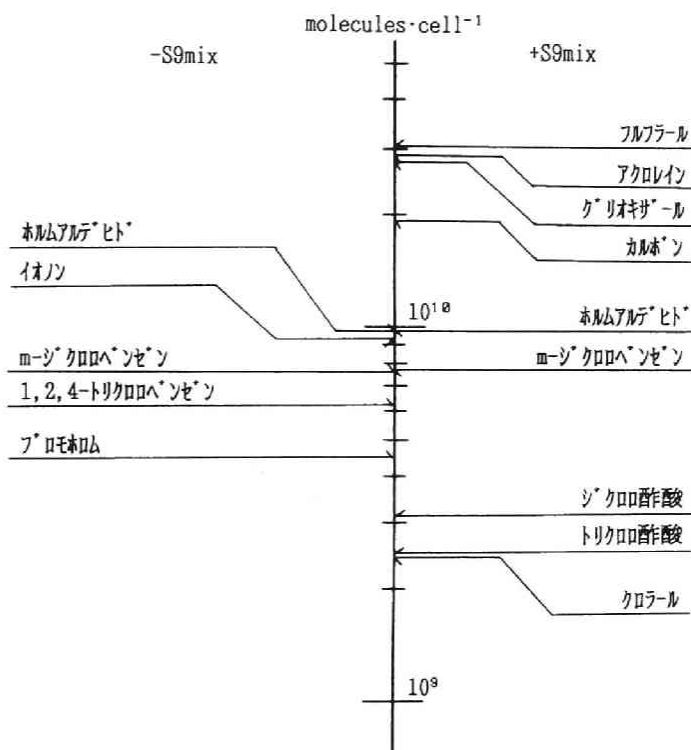 molecules·cell⁻¹
-S9mix
+S9mix
フルフラール
アクロレイン
グリオキザール
カルボン
ホルムアルデヒド
イオノン
10¹⁰
ホルムアルデヒド
m-ジクロロベンゼン
m-ジクロロベンゼン
1,2,4-トリクロロベンゼン
ブロモホロム
ジクロロ酢酸
トリクロロ酢酸
クロラール
10⁹